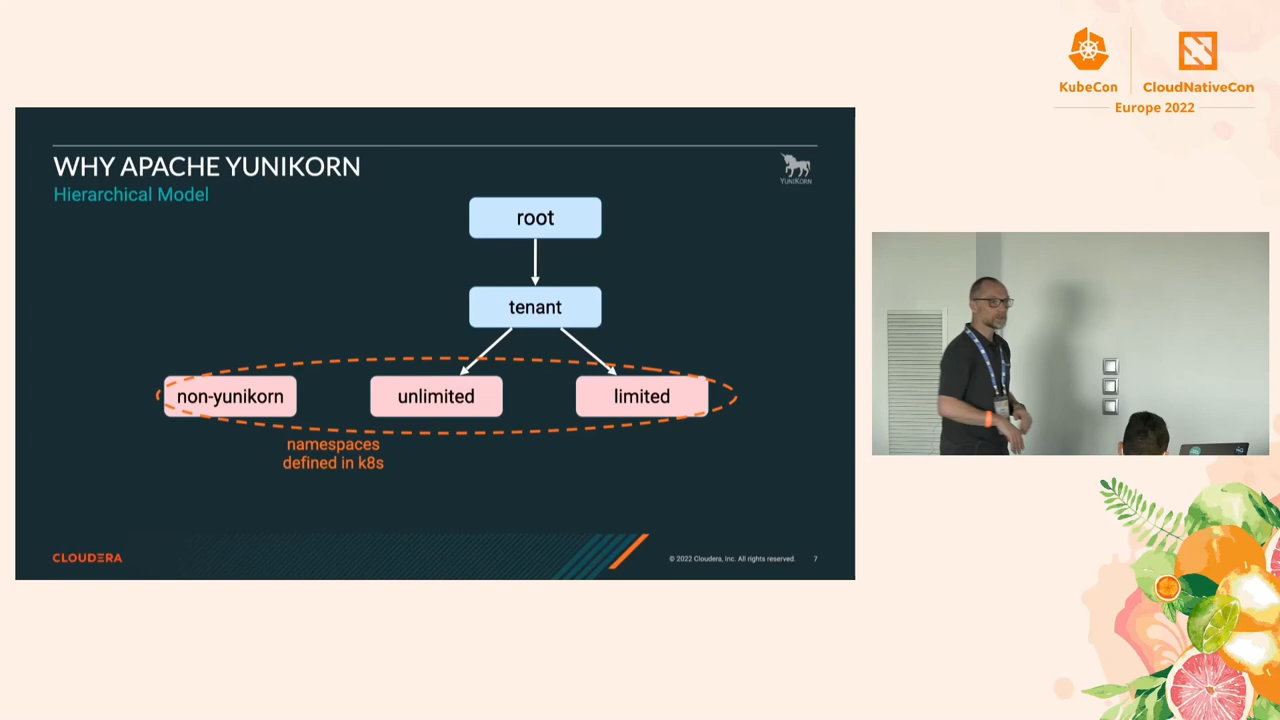 KubeCon
CloudNativeCon
Europe 2022
WHY APACHE YUNIKORN
Hierarchical Model
YUNIKORN
root
tenant
non-yunikorn
unlimited
limited
namespaces
defined in k8s
CLOUDERA
© 2022 Cloudera, Inc. All rights reserved.
7